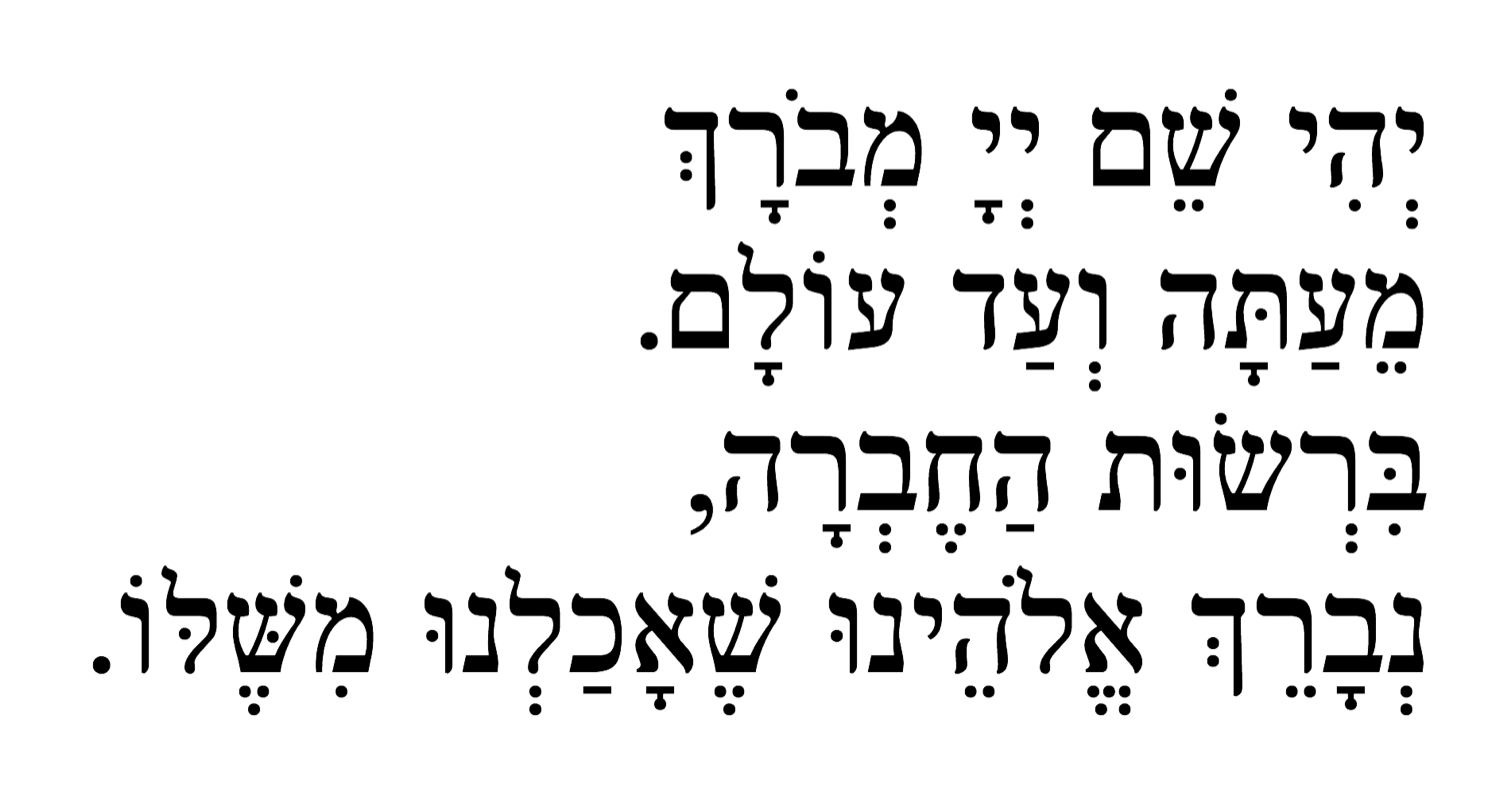 יְהִי שֵׁם יְיָ מְבֹרָךְ
מֵעַתָּה וְעַד עוֹלָם.
בִּרְשׂוּת הַחֶבְרָה,
נְבָרֵךְ אֱלֹהֵינוּ שֶׁאָכַלְנוּ מִשֶּׁלּוֹ.